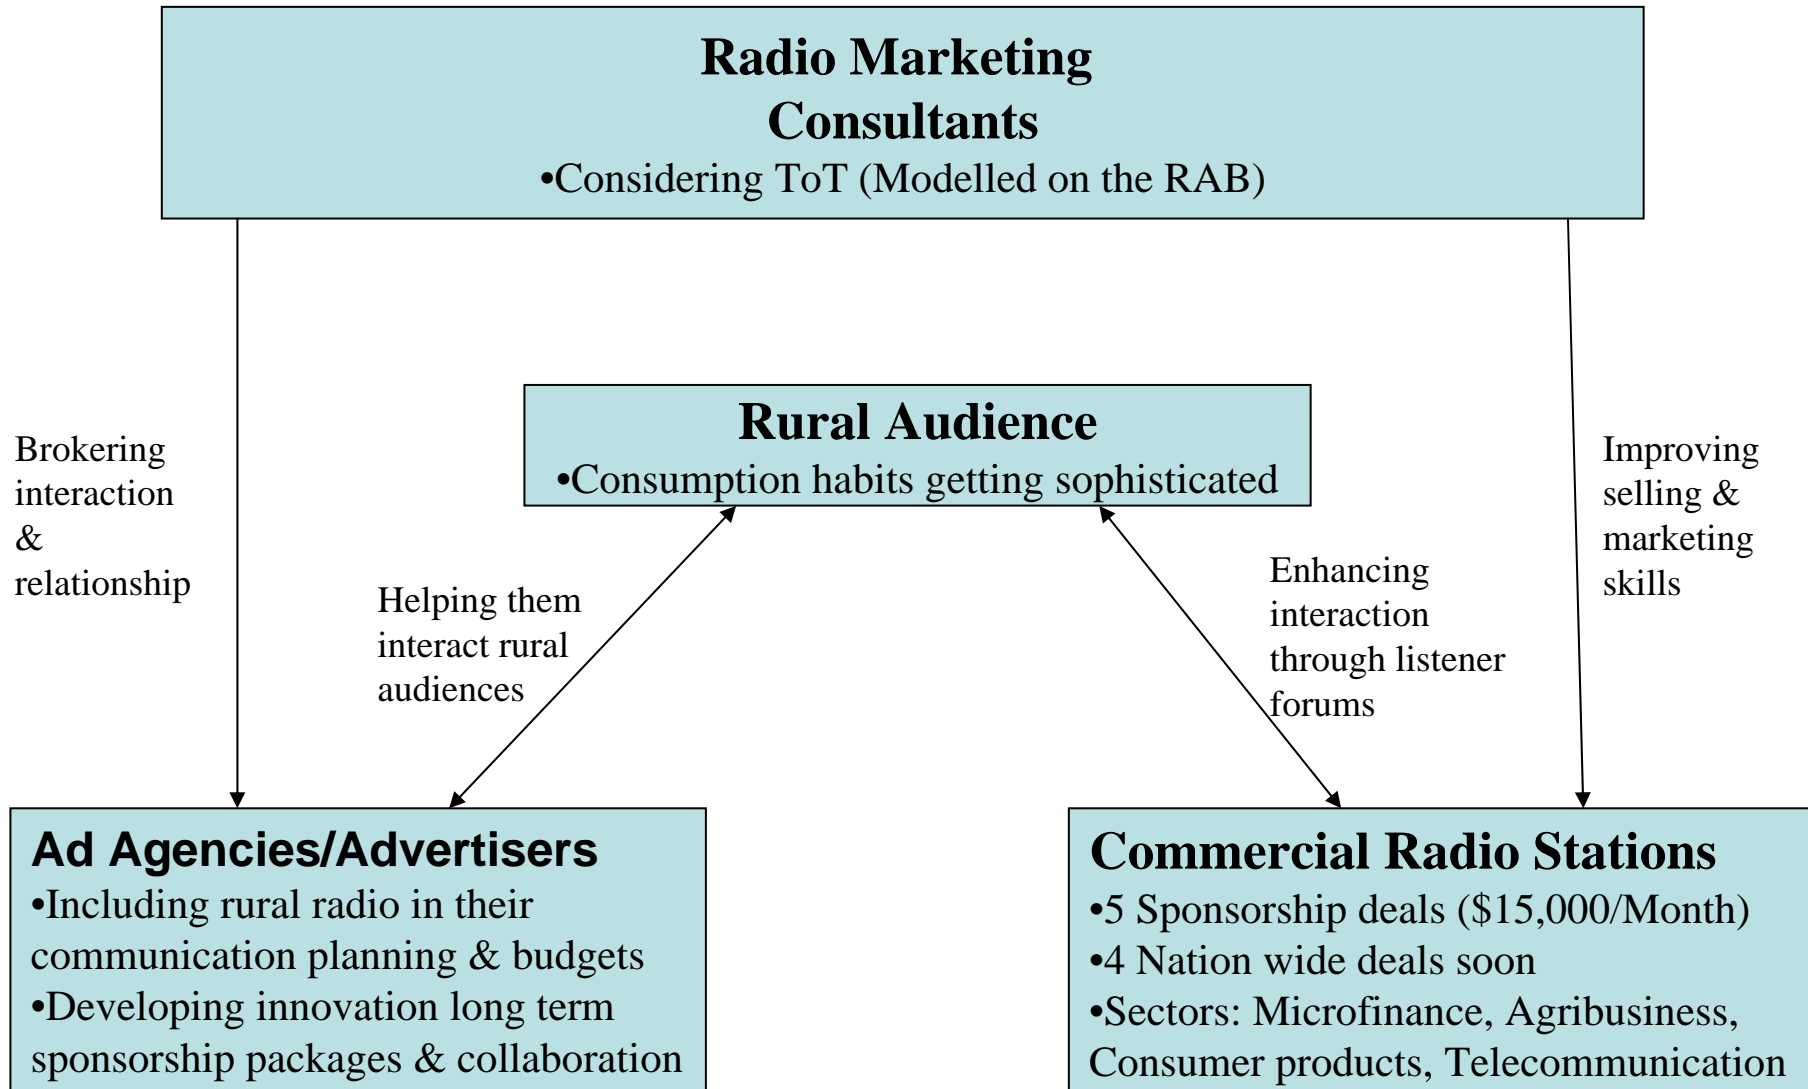 Radio Marketing
Consultants
•Considering ToT (Modelled on the RAB)
Rural Audience
•Consumption habits getting sophisticated
Brokering
interaction
&
relationship
Helping them
interact rural
audiences
Enhancing
interaction
through listener
forums
Improving
selling &
marketing
skills
Ad Agencies/Advertisers
•Including rural radio in their
communication planning & budgets
•Developing innovation long term
sponsorship packages & collaboration
Commercial Radio Stations
•5 Sponsorship deals ($15,000/Month)
•4 Nation wide deals soon
•Sectors: Microfinance, Agribusiness,
Consumer products, Telecommunication